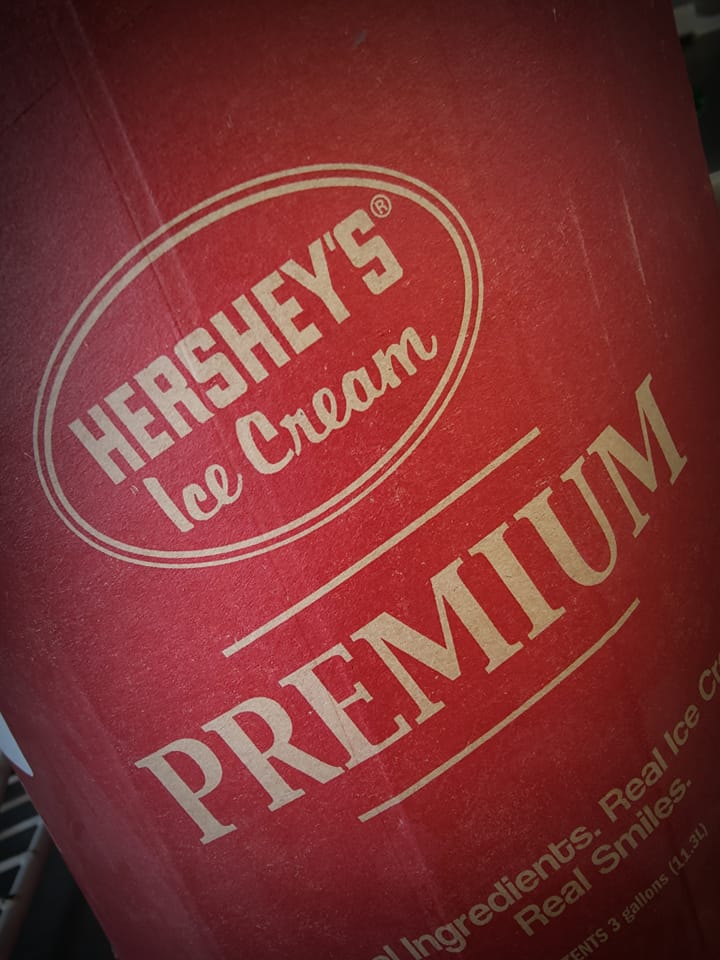 HERSHEY'S®
Ice Cream
PREMIUM
Ingredients. Real Ice
Real Smiles.
3 gallons (11.3L)